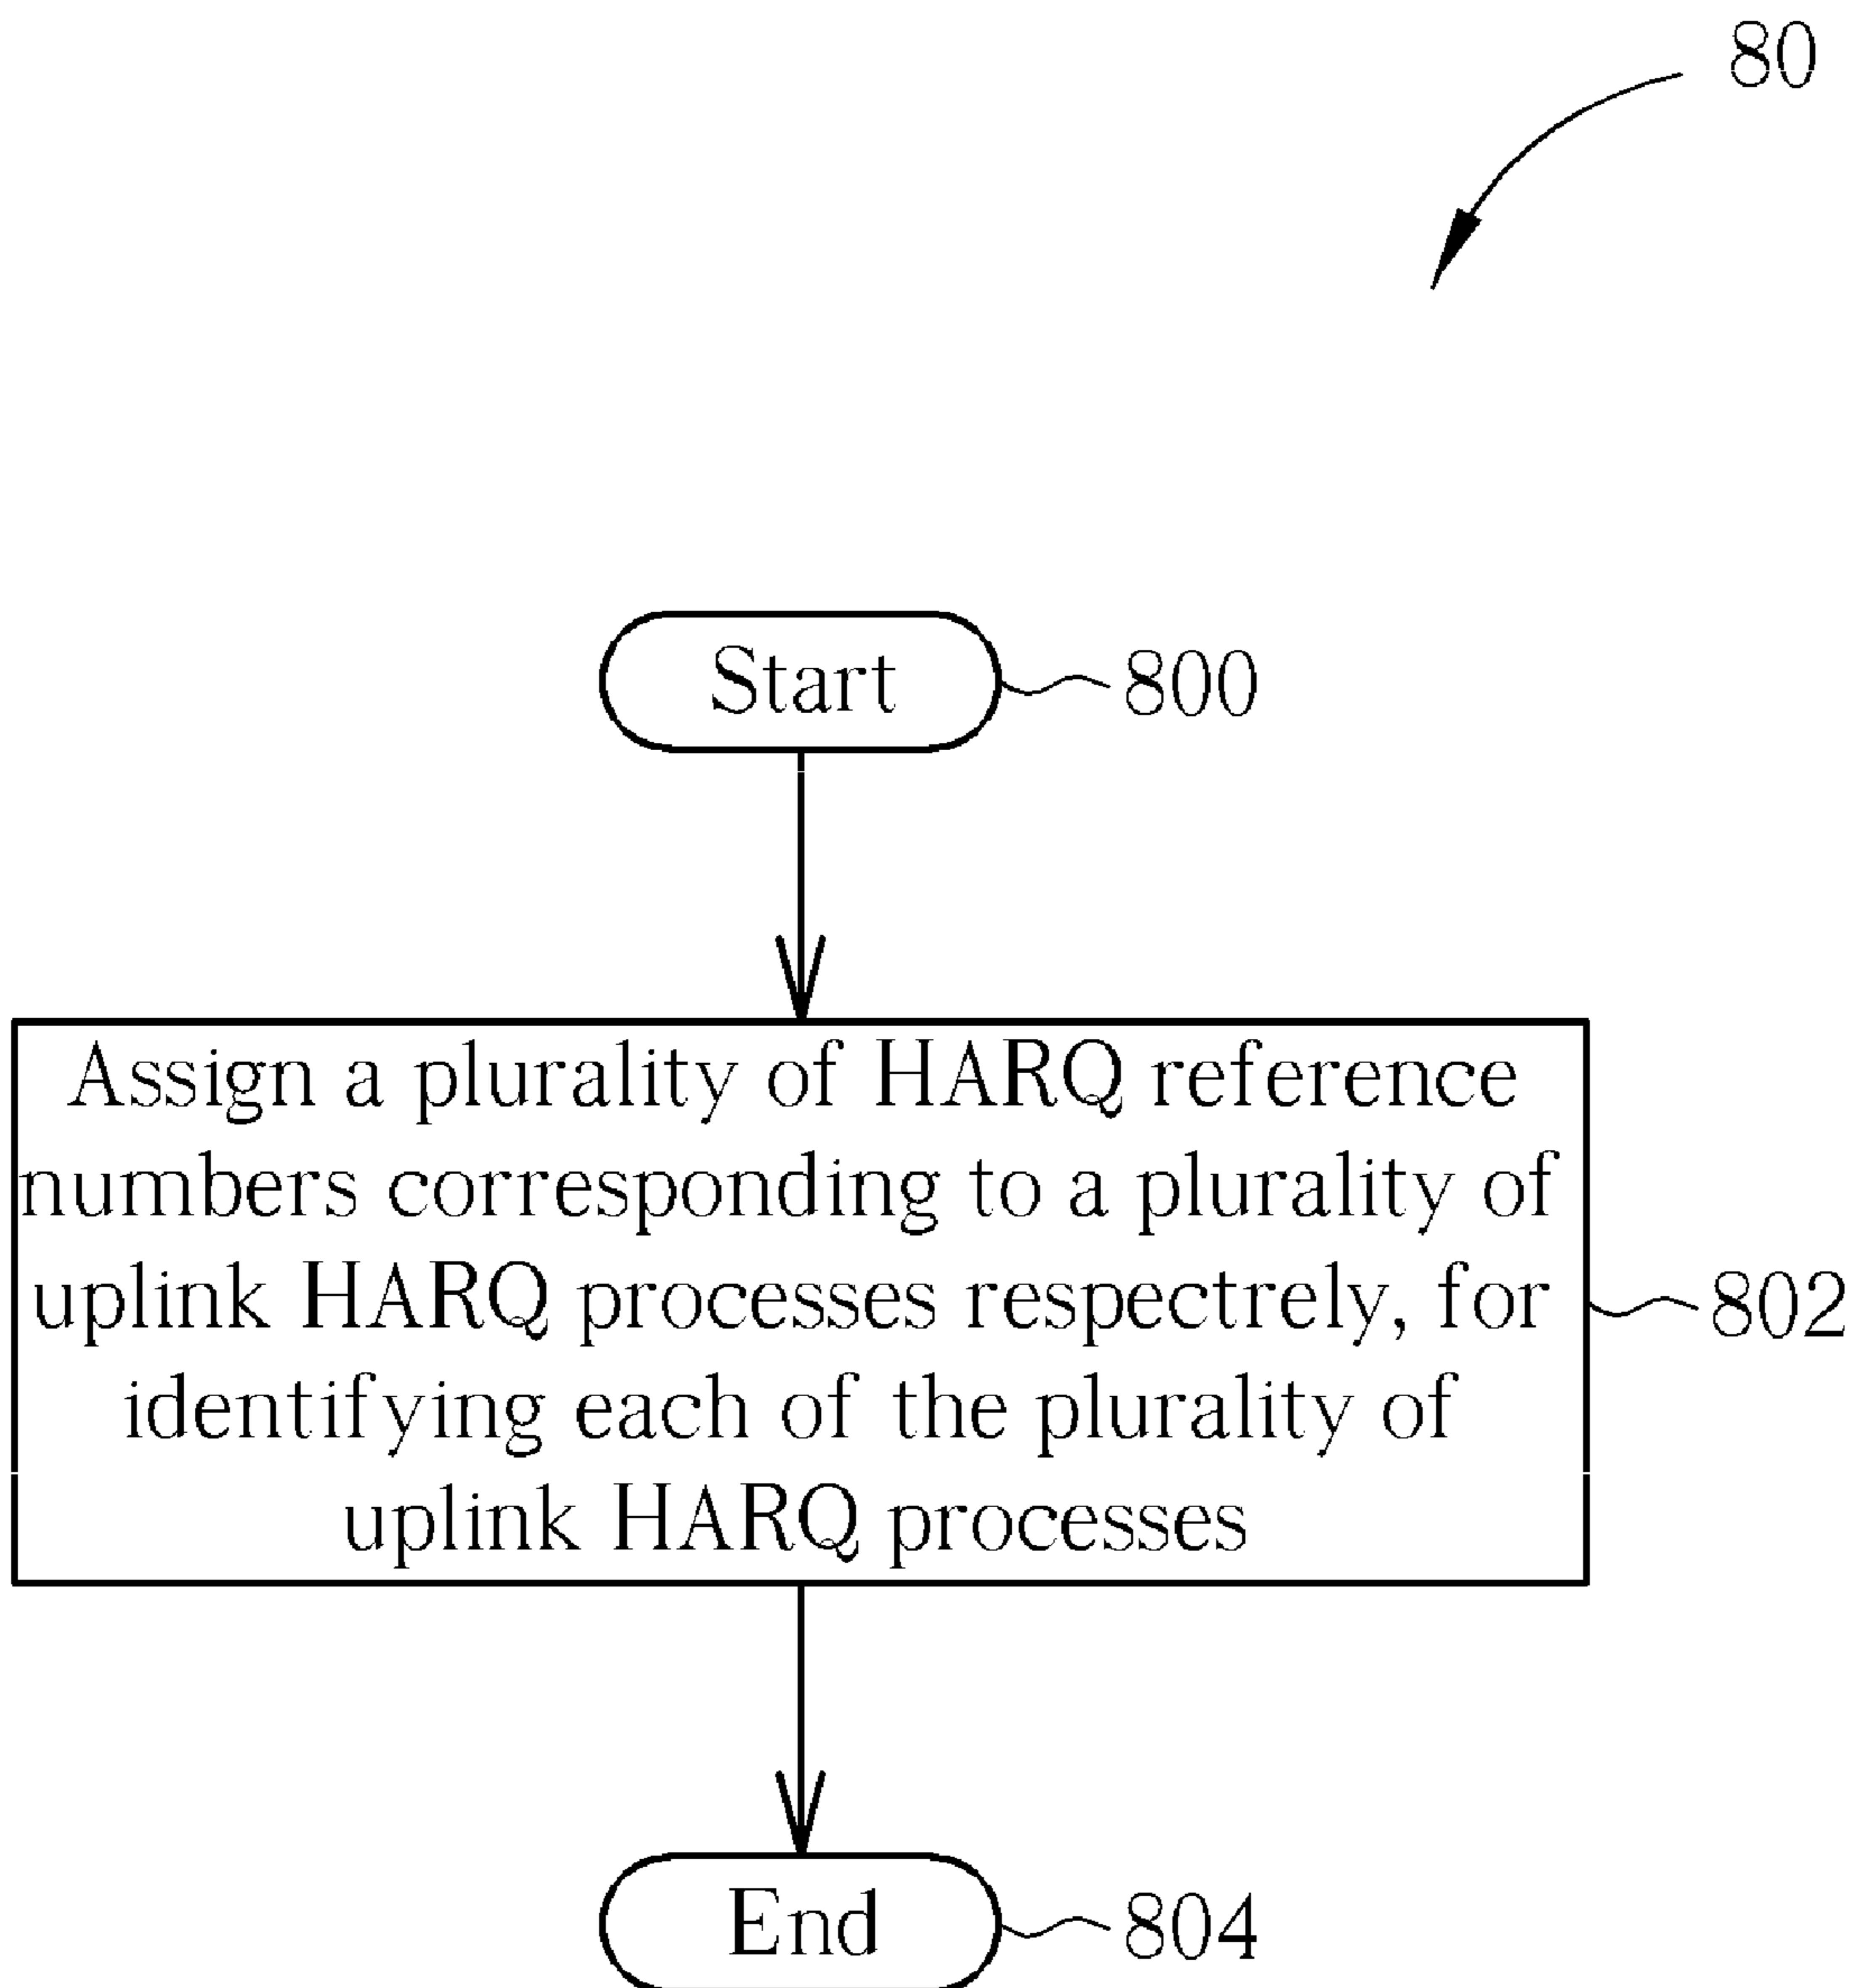 80
Start
800
Assign a plurality of HARQ reference
numbers corresponding to a plurality of
uplink HARQ processes respectrely, for
identifying each of the plurality of
uplink HARQ processes
802
End
804